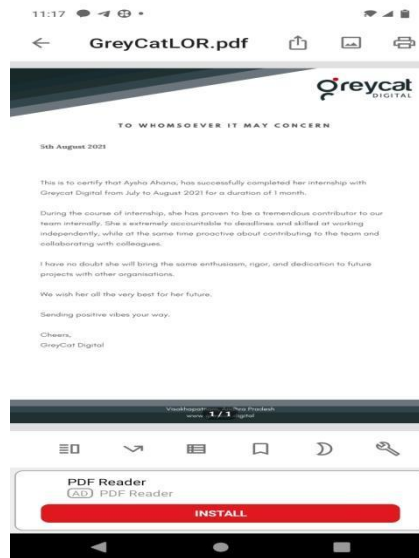 11:17
GreyCatLOR.pdf
greycat
DIGITAL
TO WHOMSOEVER IT MAY CONCERN
5th August 2021
This is to certify that Aysha Ahana, has successfully completed her internship with
Greycat Digital from July to August 2021 for a duration of 1 month.
During the course of internship, she has proven to be a tremendous contributor to our
team internally. She s extremely accountable to deadlines and skilled at working
independently, while at the same time proactive about contributing to the team and
collaborating with colleagues.
I have no doubt she will bring the same enthusiasm, rigor, and dedication to future
projects with other organisations.
We wish her all the very best for her future.
Sending positive vibes your way.
Cheers,
GreyCat Digital
Pradesh
www
1 / 1
PDF Reader
AD PDF Reader
INSTALL